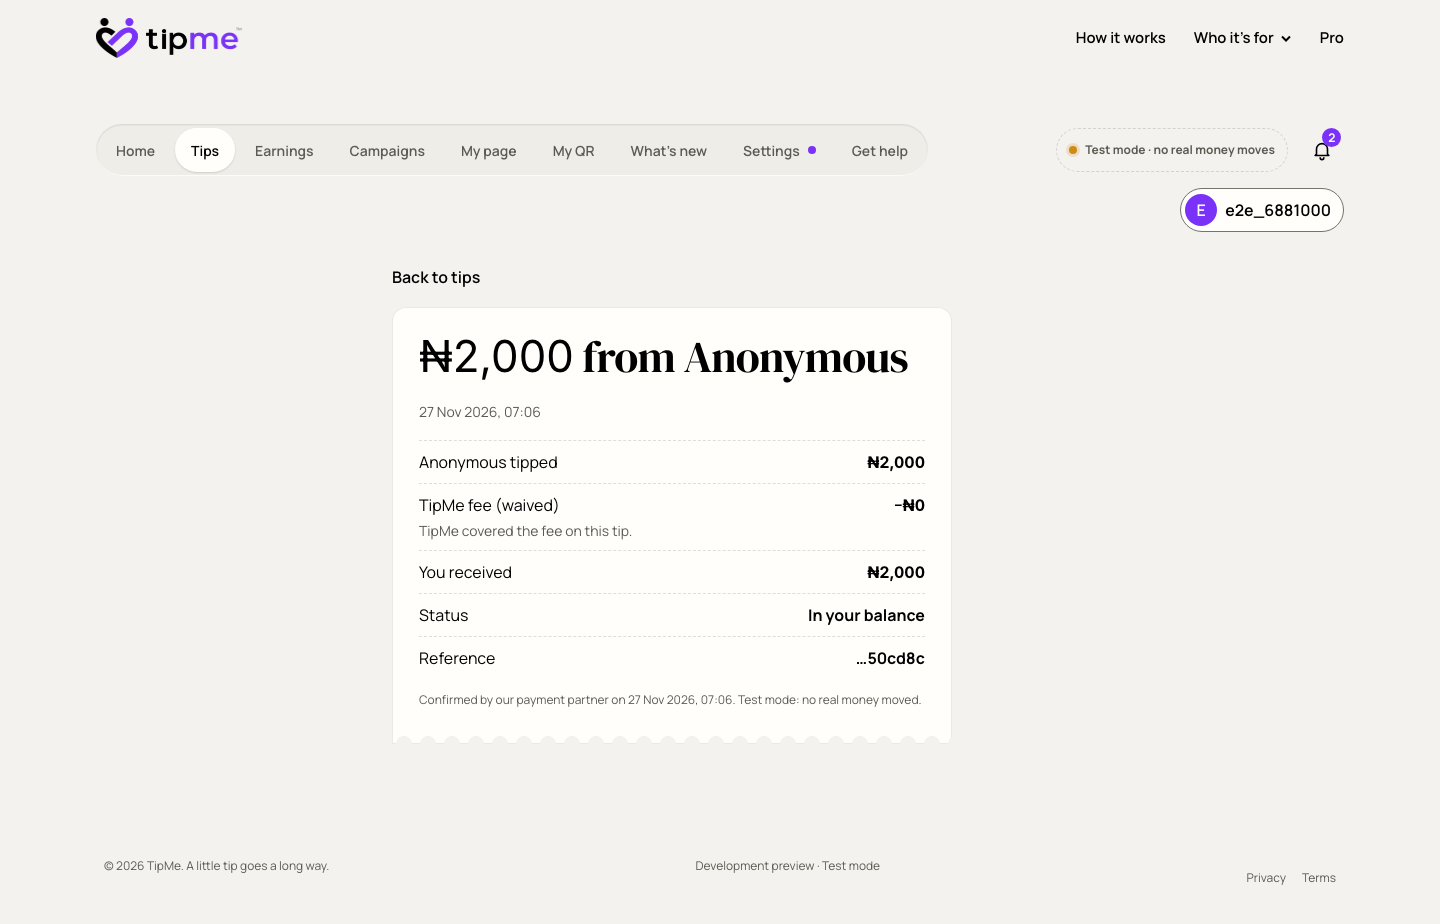 tipme
How it works
Who it's for
Pro
Home
Tips
Earnings
Campaigns
My page
My QR
What's new
Settings
Get help
Test mode · no real money moves
2
E
e2e_6881000
Back to tips
₦2,000 from Anonymous
27 Nov 2026, 07:06
Anonymous tipped ₦2,000
TipMe fee (waived) −₦0
TipMe covered the fee on this tip.
You received ₦2,000
Status In your balance
Reference …50cd8c
Confirmed by our payment partner on 27 Nov 2026, 07:06. Test mode: no real money moved.
© 2026 TipMe. A little tip goes a long way.
Development preview · Test mode
Privacy
Terms